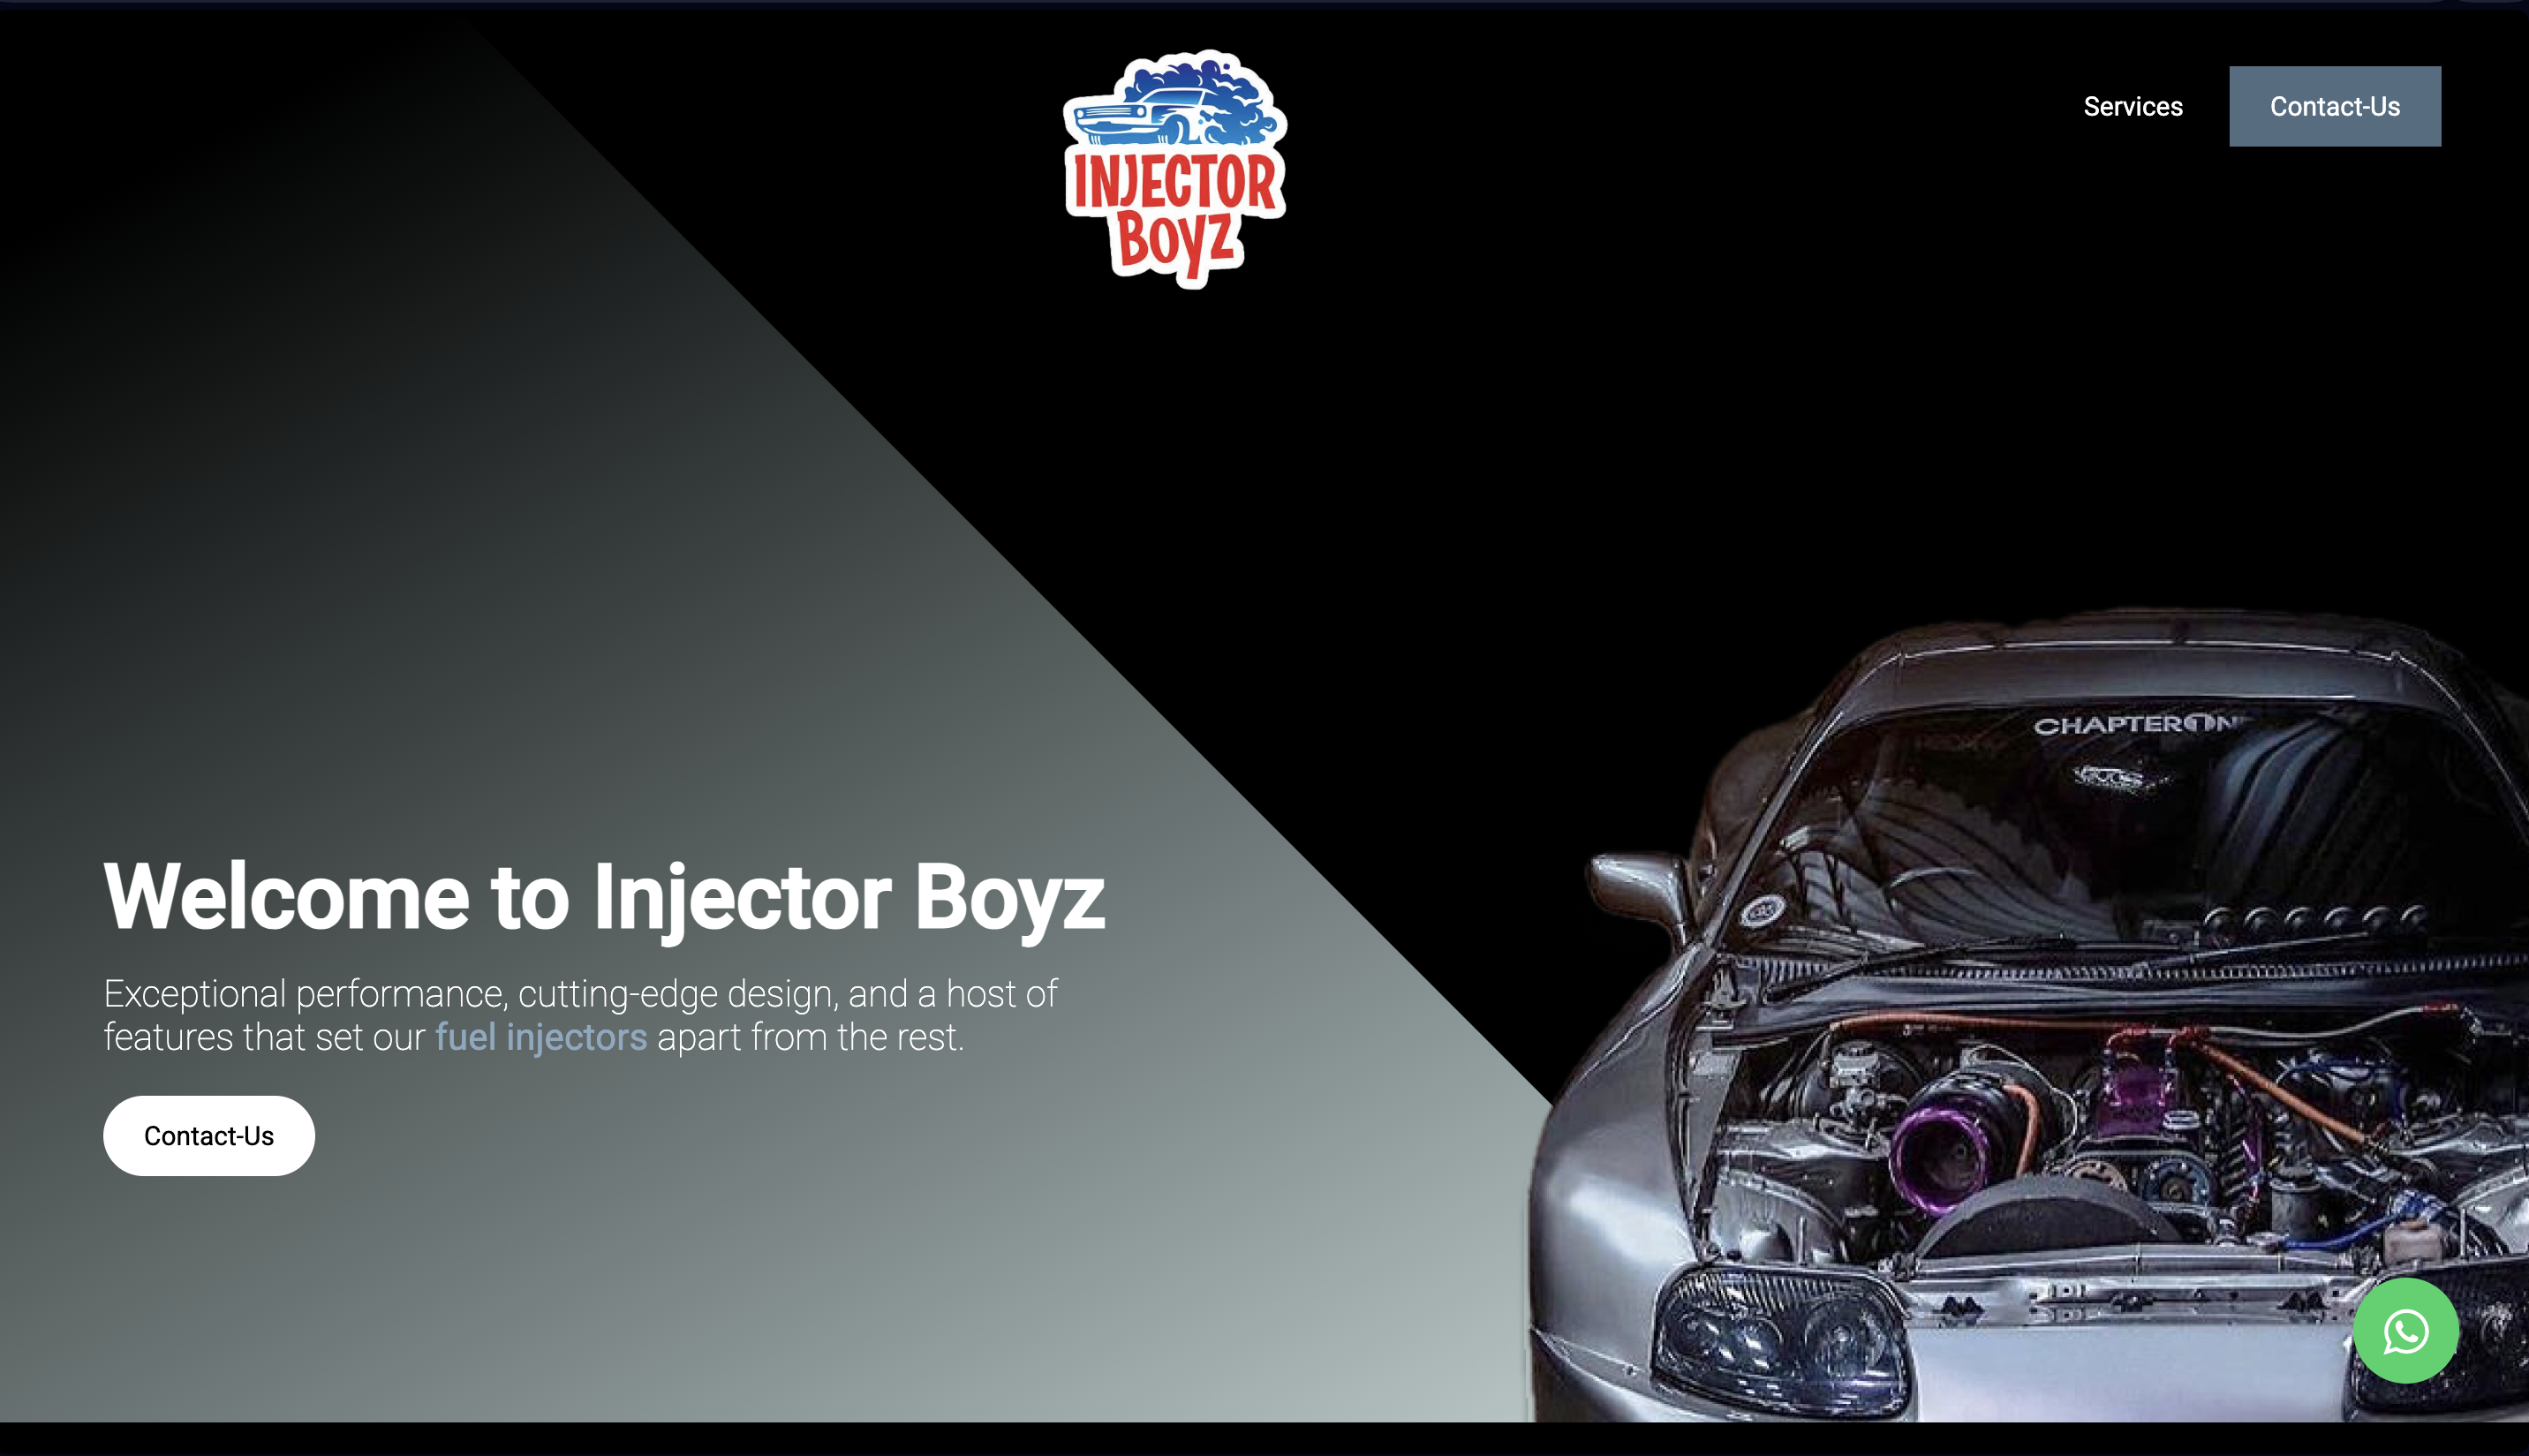 INJECTOR
BOYZ
Services
Contact-Us
Welcome to Injector Boyz
Exceptional performance, cutting-edge design, and a host of
features that set our fuel injectors apart from the rest.
Contact-Us